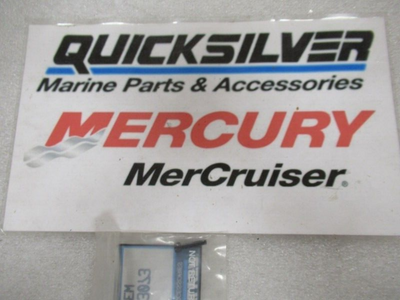 QUICKSILVER
Marine Parts & Accessories
MERCURY
MerCruiser®